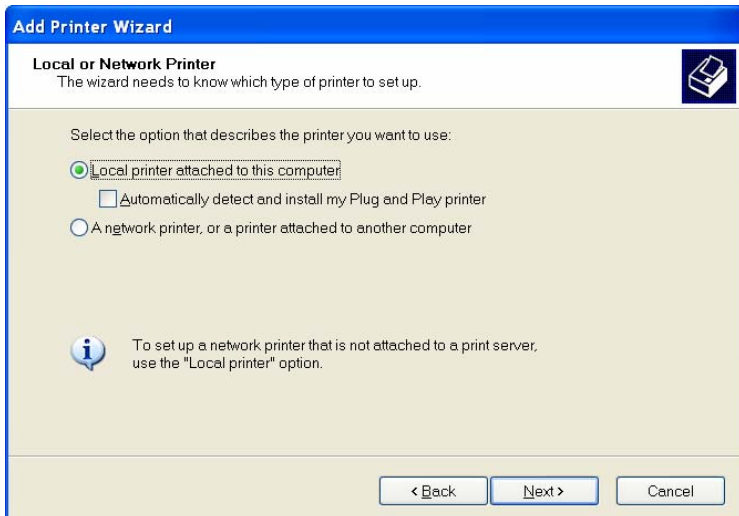 Add Printer Wizard
Local or Network Printer
The wizard needs to know which type of printer to set up.
Select the option that describes the printer you want to use:
Local printer attached to this computer
Automatically detect and install my Plug and Play printer
A network printer, or a printer attached to another computer
To set up a network printer that is not attached to a print server,
use the "Local printer" option.
< Back Next > Cancel